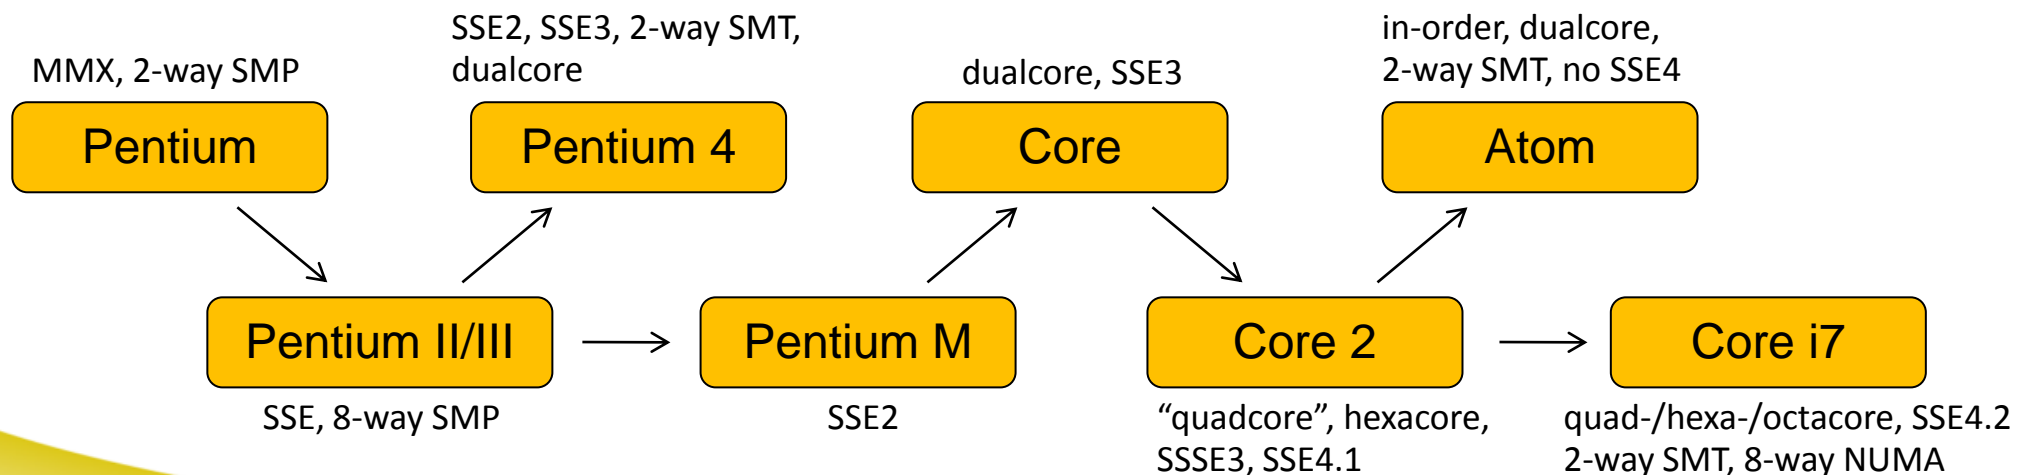 MMX, 2-way SMP
Pentium
SSE2, SSE3, 2-way SMT,
dualcore
Pentium 4
dualcore, SSE3
Core
in-order, dualcore,
2-way SMT, no SSE4
Atom
Pentium II/III
SSE, 8-way SMP
Pentium M
SSE2
Core 2
“quadcore”, hexacore,
SSSE3, SSE4.1
Core i7
quad-/hexa-/octacore, SSE4.2
2-way SMT, 8-way NUMA